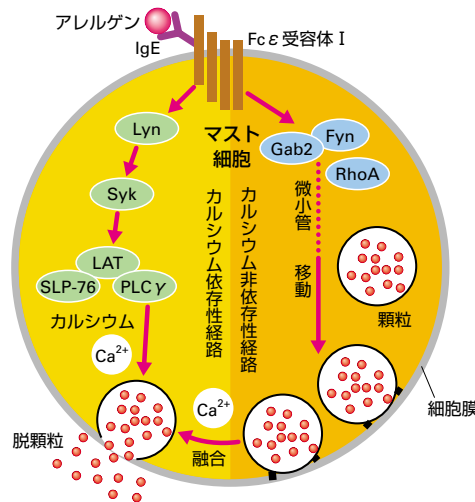 アレルゲン
IgE
Fcε受容体Ⅰ
Lyn
マスト
細胞
Fyn
Gab2
RhoA
Syk
カルシウム依存性経路
カルシウム非依存性経路
微小管
移動
LAT
SLP-76
PLCγ
顆粒
カルシウム
Ca²⁺
Ca²⁺
細胞膜
脱顆粒
融合